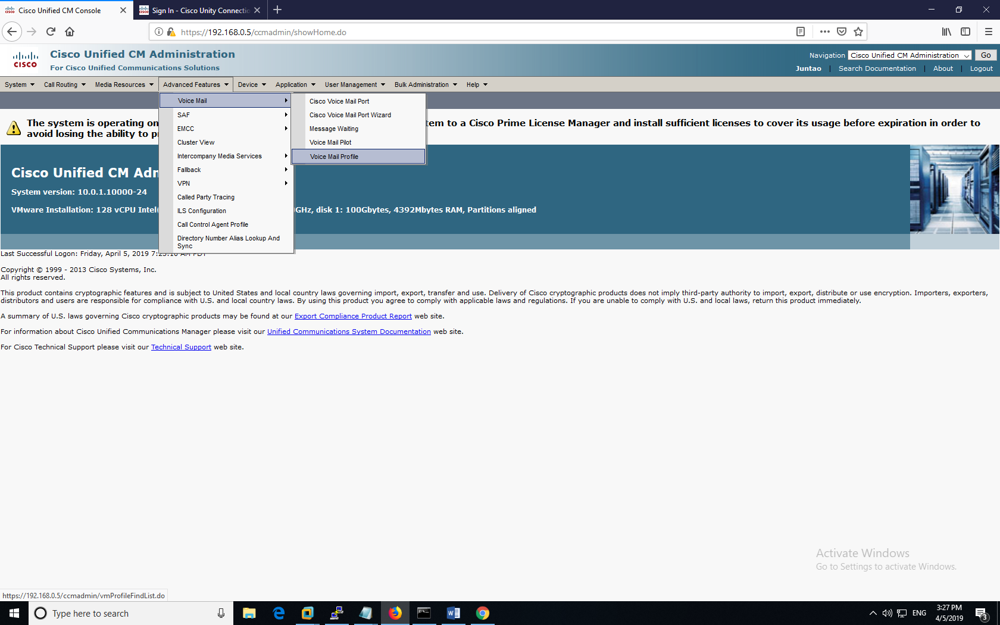 Cisco Unified CM Console
Sign In - Cisco Unity Connectio
https://192.168.0.5/ccmadmin/showHome.do
cisco
Cisco Unified CM Administration
For Cisco Unified Communications Solutions
Navigation Cisco Unified CM Administration Go
Juntao | Search Documentation | About | Logout
System Call Routing Media Resources Advanced Features Device Application User Management Bulk Administration Help
Voice Mail
SAF
EMCC
Cluster View
Intercompany Media Services
Fallback
VPN
Called Party Tracing
ILS Configuration
Call Control Agent Profile
Directory Number Alias Lookup And
Sync
Cisco Voice Mail Port
Cisco Voice Mail Port Wizard
Message Waiting
Voice Mail Pilot
Voice Mail Profile
The system is operating on tem to a Cisco Prime License Manager and install sufficient licenses to cover its usage before expiration in order to
avoid losing the ability to p
Cisco Unified CM Adn
System version: 10.0.1.10000-24
VMware Installation: 128 vCPU Intel( GHz, disk 1: 100Gbytes, 4392Mbytes RAM, Partitions aligned
Last Successful Logon: Friday, April 5, 2019 AM PDT
Copyright © 1999 - 2013 Cisco Systems, Inc.
All rights reserved.
This product contains cryptographic features and is subject to United States and local country laws governing import, export, transfer and use. Delivery of Cisco cryptographic products does not imply third-party authority to import, export, distribute or use encryption. Importers, exporters,
distributors and users are responsible for compliance with U.S. and local country laws. By using this product you agree to comply with applicable laws and regulations. If you are unable to comply with U.S. and local laws, return this product immediately.
A summary of U.S. laws governing Cisco cryptographic products may be found at our Export Compliance Product Report web site.
For information about Cisco Unified Communications Manager please visit our Unified Communications System Documentation web site.
For Cisco Technical Support please visit our Technical Support web site.
Activate Windows
Go to Settings to activate Windows.
https://192.168.0.5/ccmadmin/vmProfileFindList.do
Type here to search
ENG
3:27 PM
4/5/2019
3